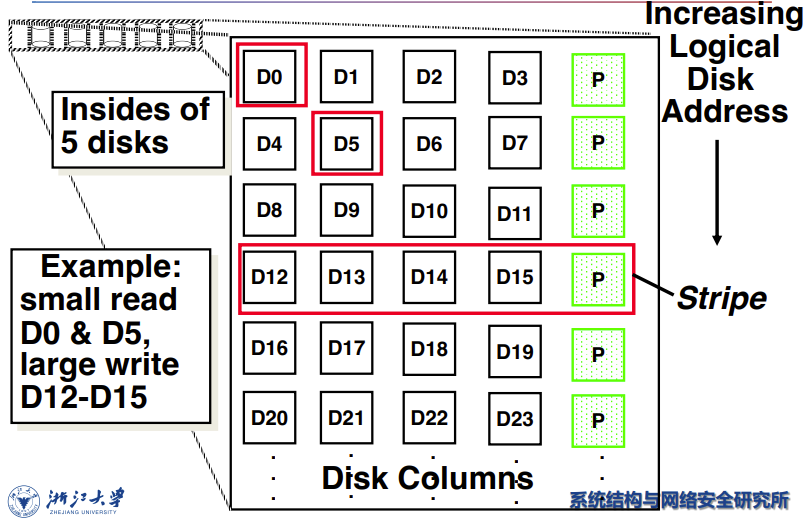 Increasing
Logical
Disk
Address
Insides of
5 disks
D0 D1 D2 D3 P
D4 D5 D6 D7 P
D8 D9 D10 D11 P
D12 D13 D14 D15 P
Stripe
D16 D17 D18 D19 P
D20 D21 D22 D23 P
Example:
small read
D0 & D5,
large write
D12-D15
Disk Columns
浙江大学
ZHEJIANG UNIVERSITY
系统结构与网络安全研究所